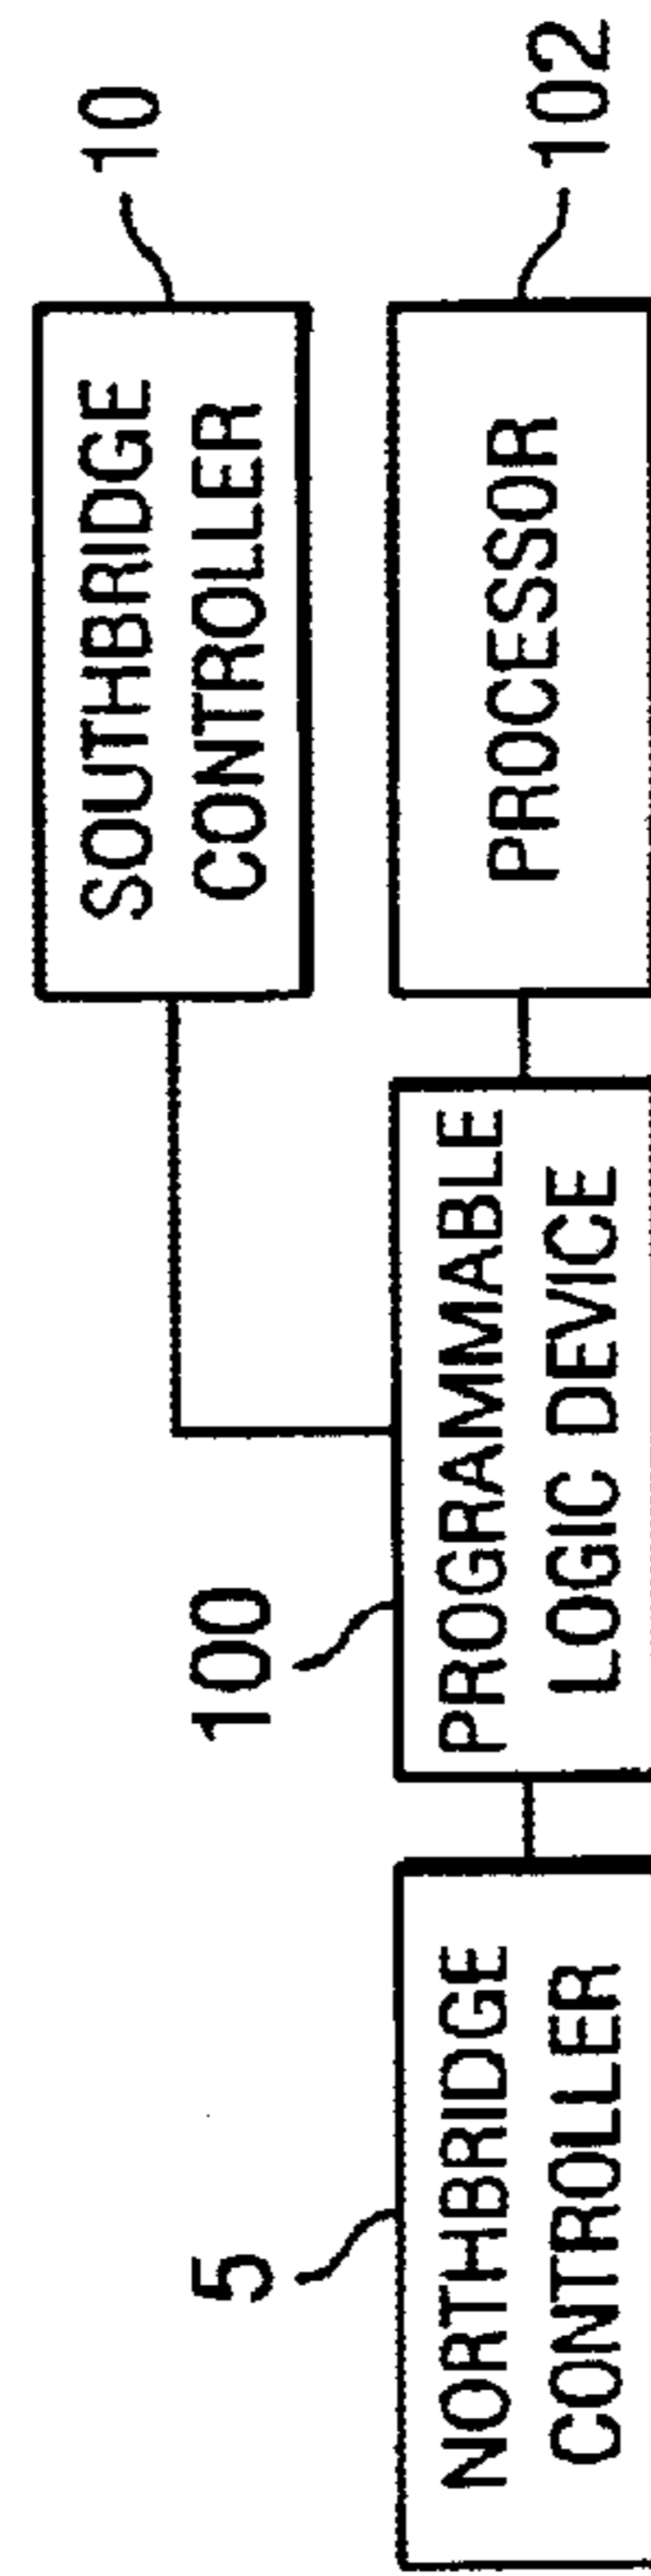 10
SOUTHBRIDGE
CONTROLLER
102
PROCESSOR
100
PROGRAMMABLE
LOGIC DEVICE
5
NORTHBRIDGE
CONTROLLER